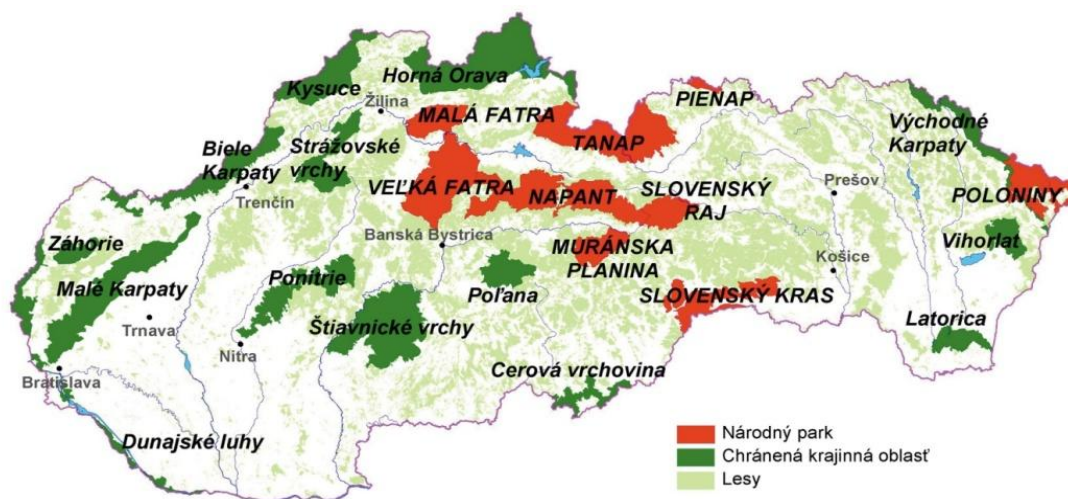 Horná Orava
Kysuce
Žilina
MALÁ FATRA
PIENAP
TANAP
Východné
Karpaty
Strážovské
vrchy
Biele
Karpaty
Trenčín
VEĽKÁ FATRA
NAPANT
SLOVENSKÝ
RAJ
Prešov
POLONINY
Banská Bystrica
MURÁNSKA
PLANINA
Košice
Vihorlat
Záhorie
Malé Karpaty
Ponitrie
Poľana
SLOVENSKÝ KRAS
Trnava
Štiavnické vrchy
Latorica
Nitra
Cerová vrchovina
Bratislava
Dunajské luhy
Národný park
Chránená krajinná oblasť
Lesy